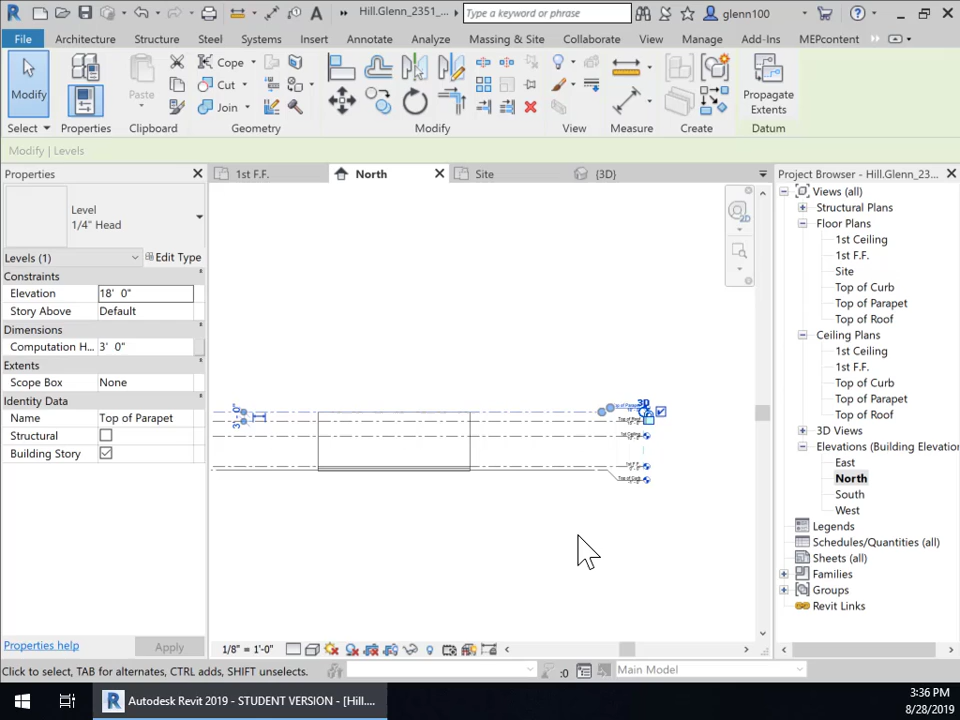 Hill.Glenn_2351_...
Type a keyword or phrase
glenn100
File Architecture Structure Steel Systems Insert Annotate Analyze Massing & Site Collaborate View Manage Add-Ins MEPcontent
Modify
Select
Properties
Paste
Clipboard
Cope
Cut
Join
Geometry
Modify
View
Measure
Create
Propagate
Extents
Datum
Modify | Levels
Properties
1st F.F.
North
Site
{3D}
Project Browser - Hill.Glenn_23...
Level
1/4" Head
Levels (1)
Edit Type
Constraints
Elevation 18' 0"
Story Above Default
Dimensions
Computation H... 3' 0"
Extents
Scope Box None
Identity Data
Name Top of Parapet
Structural
Building Story
Properties help
Apply
2D
3' - 0"
3D
Top of Curb
Views (all)
Structural Plans
Floor Plans
1st Ceiling
1st F.F.
Site
Top of Curb
Top of Parapet
Top of Roof
Ceiling Plans
1st Ceiling
1st F.F.
Top of Curb
Top of Parapet
Top of Roof
3D Views
Elevations (Building Elevation
East
North
South
West
Legends
Schedules/Quantities (all)
Sheets (all)
Families
Groups
Revit Links
1/8" = 1'-0"
Click to select, TAB for alternates, CTRL adds, SHIFT unselects.
:0
Main Model
Autodesk Revit 2019 - STUDENT VERSION - [Hill....
3:36 PM
8/28/2019